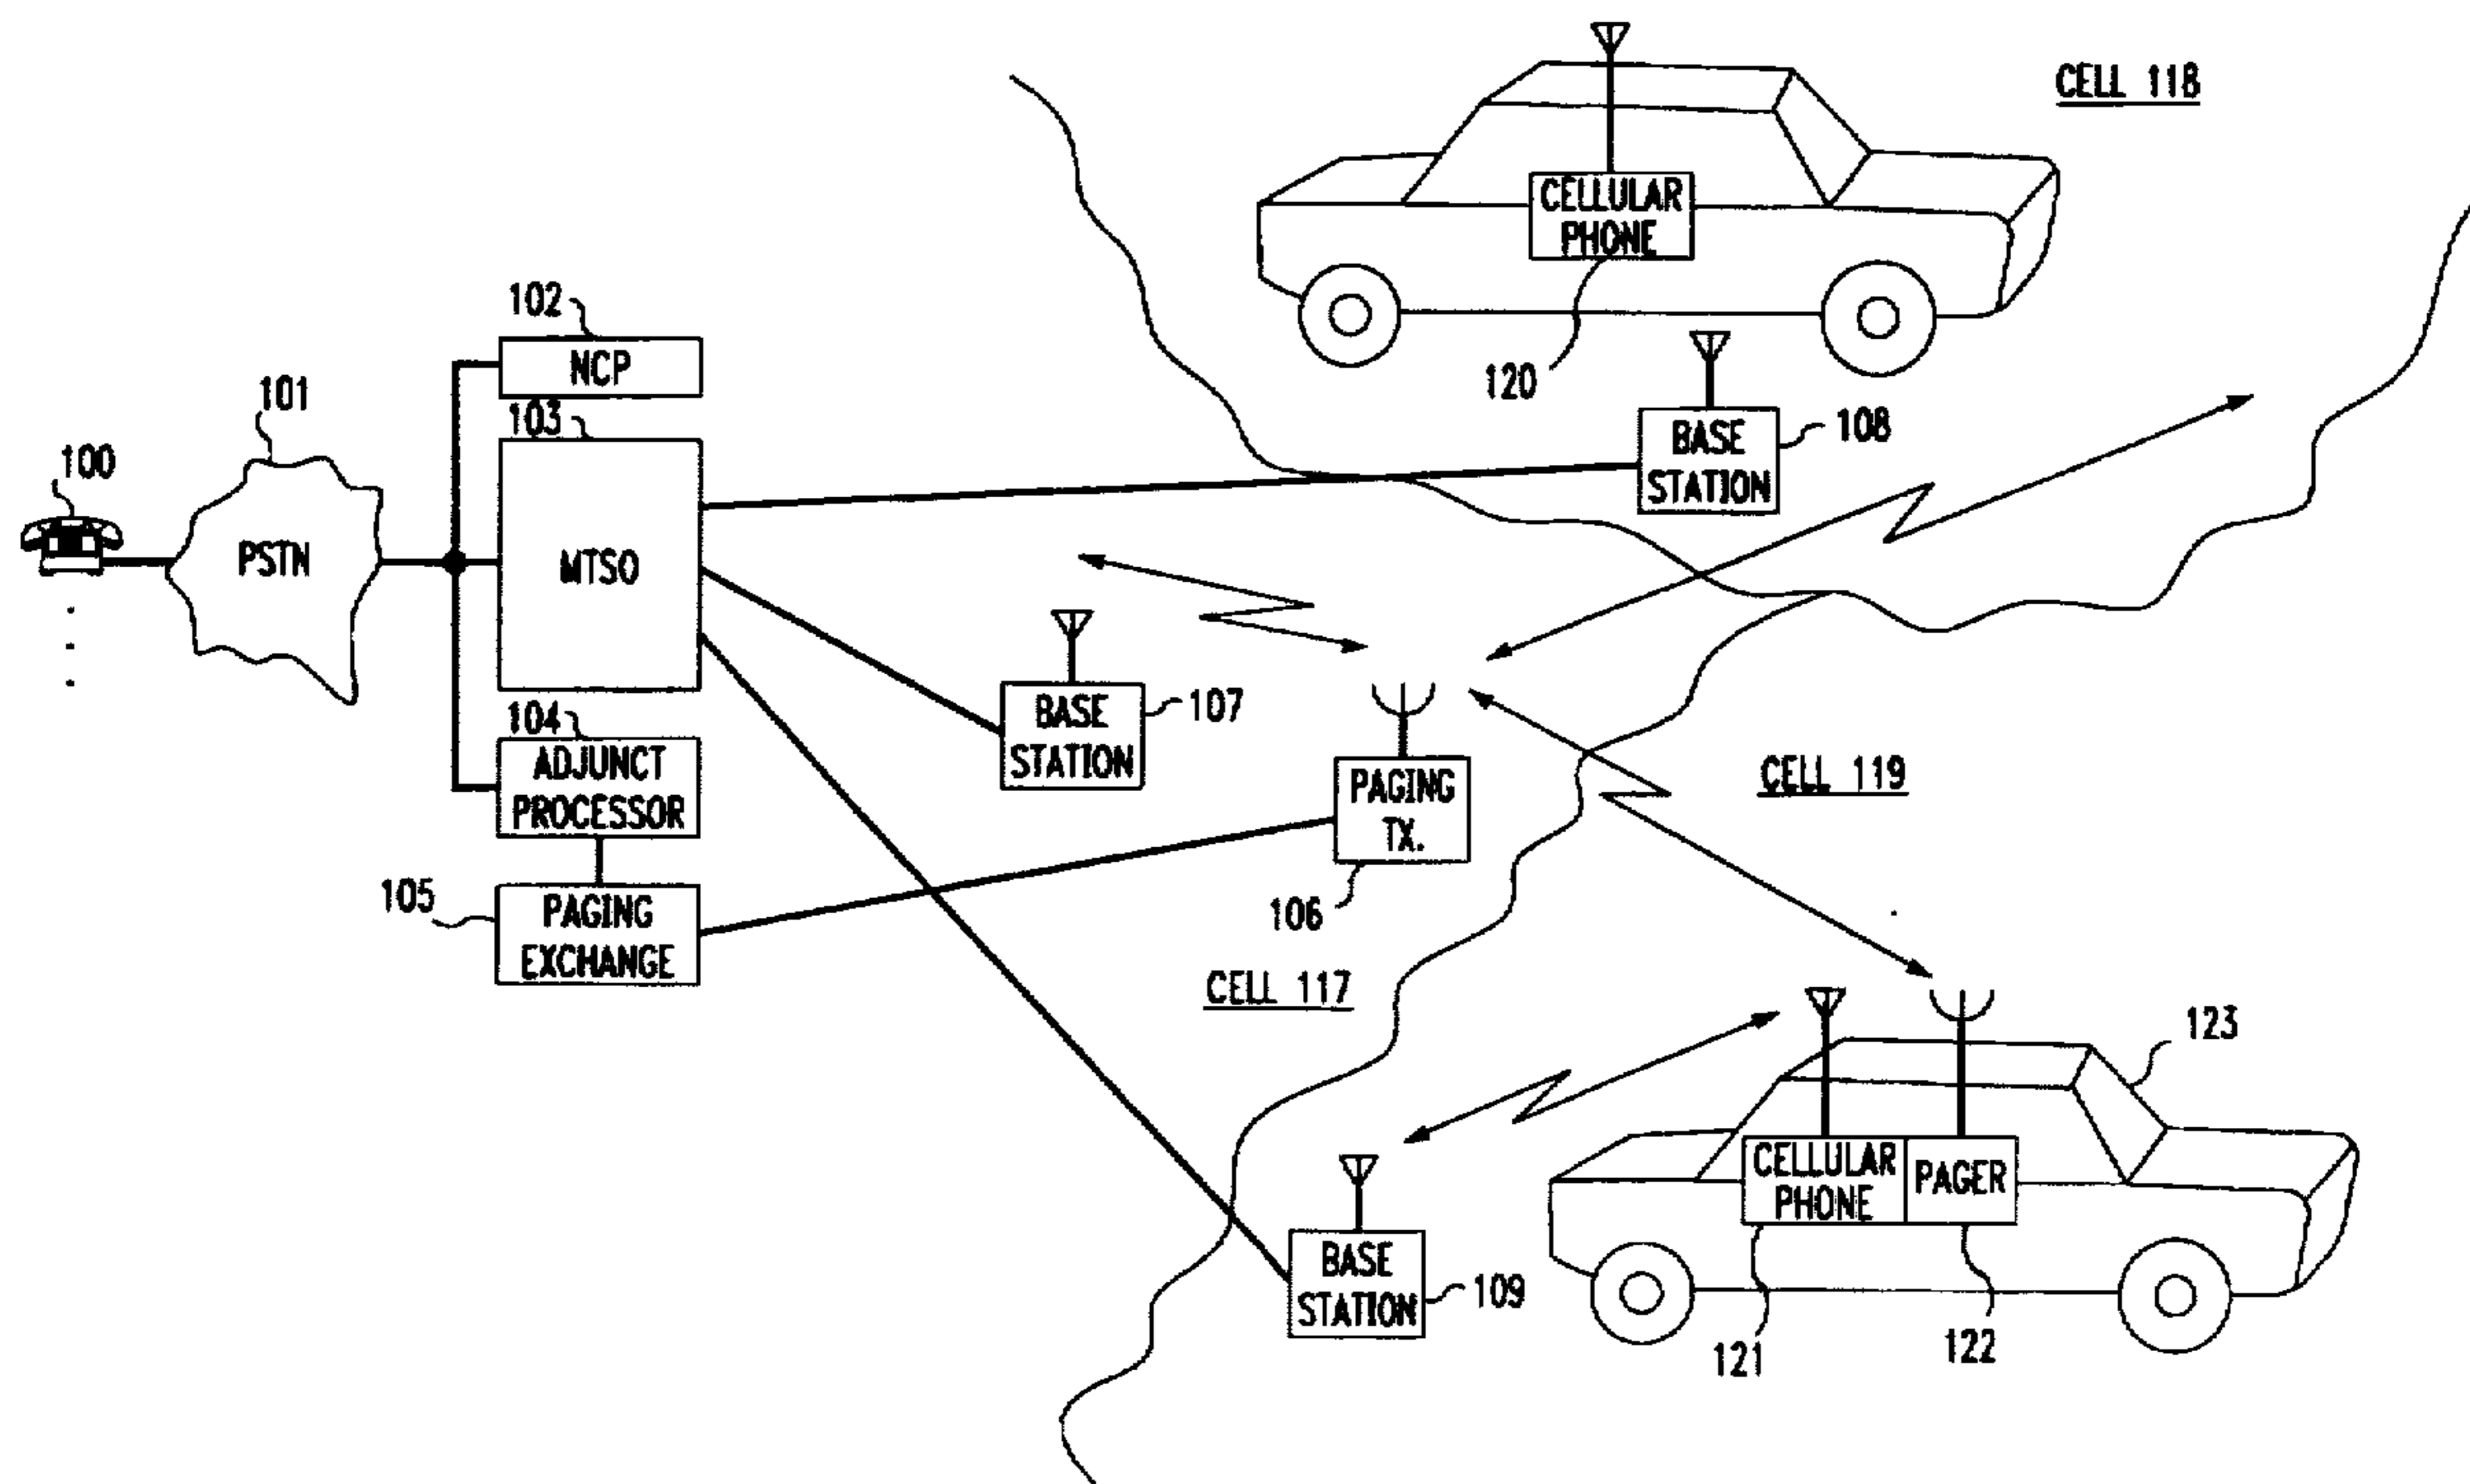 CELL 118
CELLULAR
PHONE
120
102
NCP
101
103
100
PSTN
MTSO
BASE
STATION
108
104
BASE
STATION
107
ADJUNCT
PROCESSOR
PAGING
TX.
106
CELL 119
105
PAGING
EXCHANGE
CELL 117
123
CELLULAR
PHONE
PAGER
BASE
STATION
109
121
122